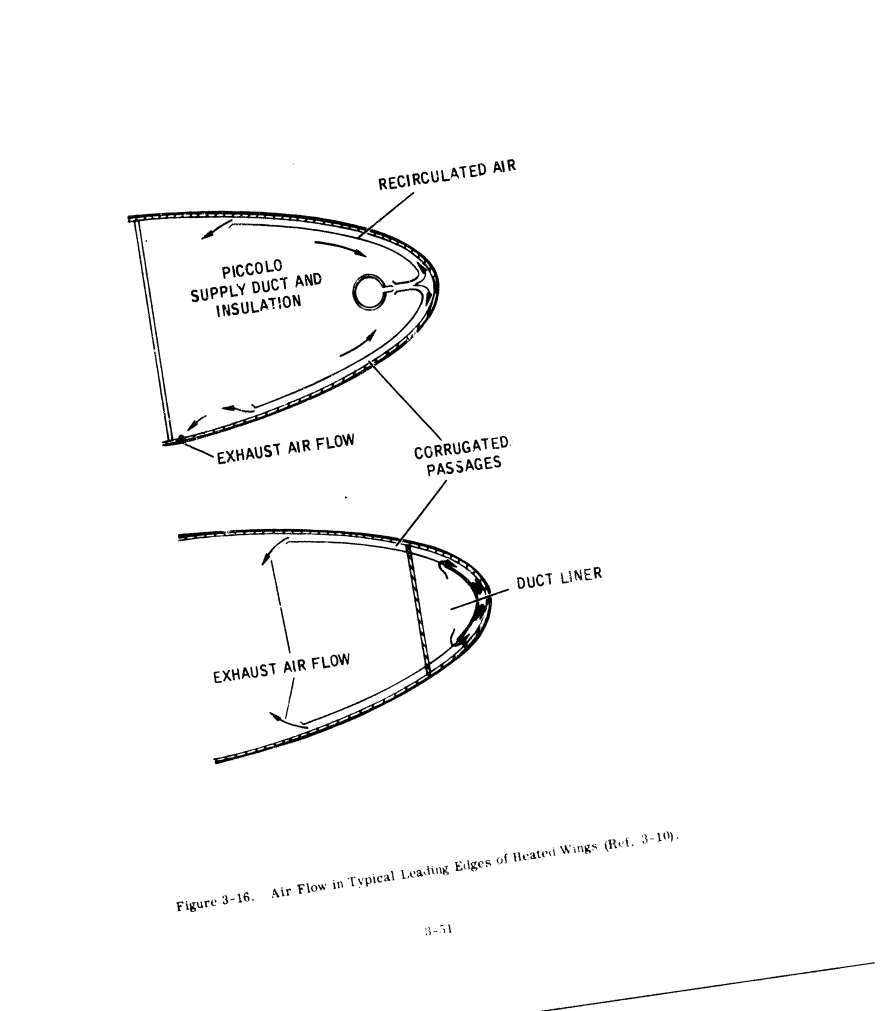 RECIRCULATED AIR
PICCOLO
SUPPLY DUCT AND
INSULATION
EXHAUST AIR FLOW
CORRUGATED
PASSAGES
DUCT LINER
EXHAUST AIR FLOW
Figure 3-16. Air Flow in Typical Leading Edges of Heated Wings (Ref. 3-10).
3-51